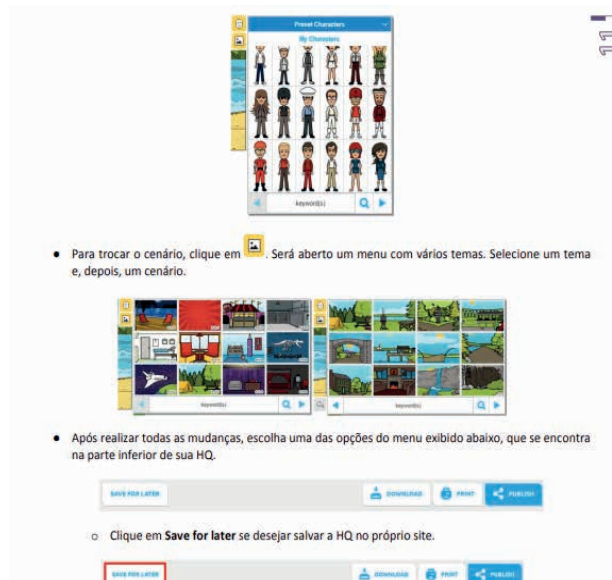 Preset Characters
My Characters
keyword(s)
● Para trocar o cenário, clique em . Será aberto um menu com vários temas. Selecione um tema
e, depois, um cenário.
keyword(s) keyword(s)
● Após realizar todas as mudanças, escolha uma das opções do menu exibido abaixo, que se encontra
na parte inferior de sua HQ.
SAVE FOR LATER DOWNLOAD PRINT PUBLISH
○ Clique em Save for later se desejar salvar a HQ no próprio site.
SAVE FOR LATER DOWNLOAD PRINT PUBLISH